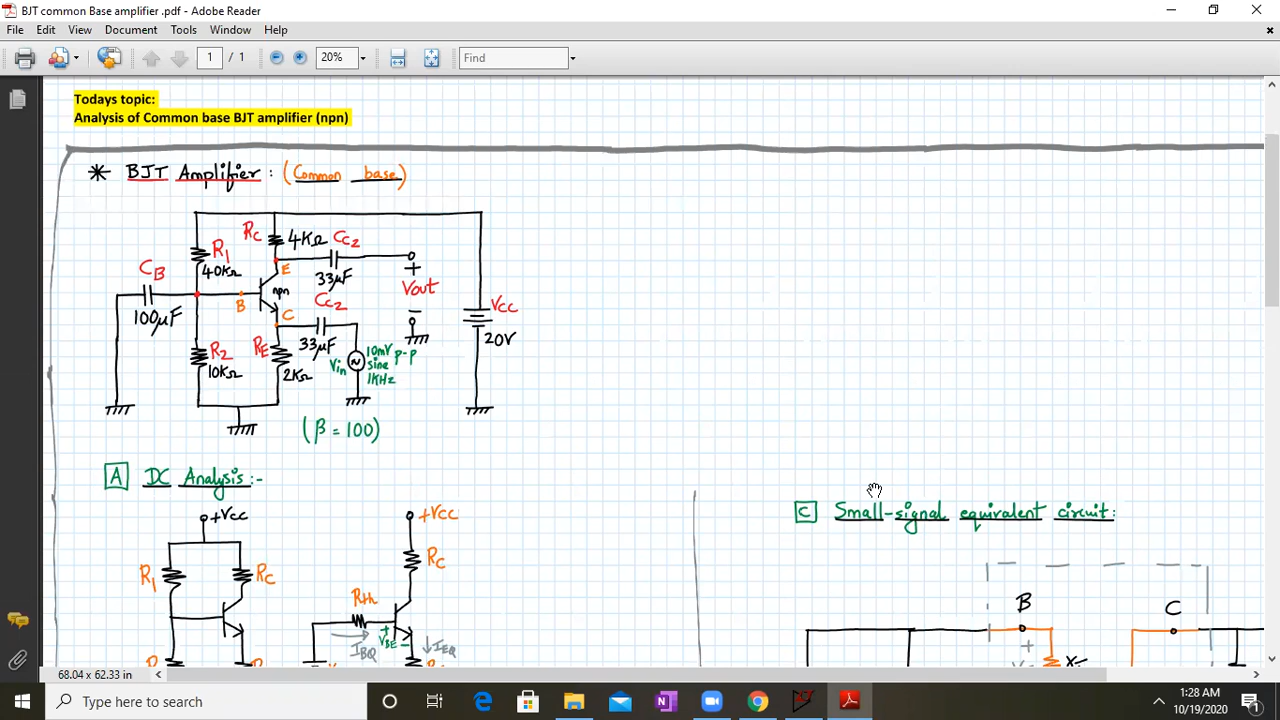 BJT common Base amplifier .pdf - Adobe Reader
File Edit View Document Tools Window Help
1 / 1 20% Find
Todays topic:
Analysis of Common base BJT amplifier (npn)
* BJT Amplifier : (Common base)
RC 4KΩ CC2
R1 40KΩ
E
33μF
CB
100μF
Vout
+
-
npn
B
C
CC2
33μF
VCC
20V
R2
10KΩ
RE
2KΩ
Vin
10mV p-p
sine
1KHz
(β = 100)
A DC Analysis :-
+VCC
R1
RC
+VCC
RC
Rth
+
VBE -
IBQ
IEQ
C Small-signal equivalent circuit:
B
C
+
68.04 x 62.33 in
Type here to search
1:28 AM
10/19/2020